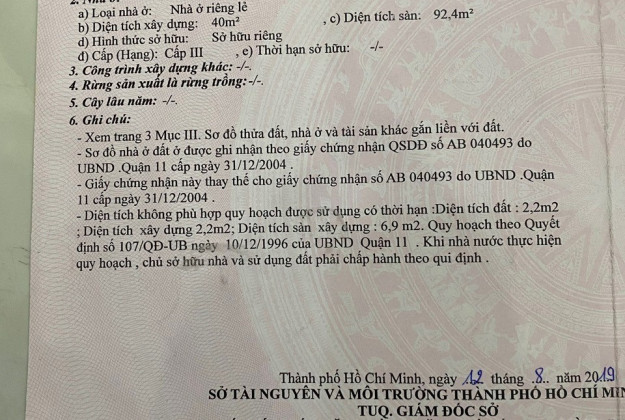 a) Loại nhà ở: Nhà ở riêng lẻ
b) Diện tích xây dựng: 40m² , c) Diện tích sàn: 92,4m²
d) Hình thức sở hữu: Sở hữu riêng
đ) Cấp (Hạng): Cấp III , e) Thời hạn sở hữu: -/-
3. Công trình xây dựng khác: -/-.
4. Rừng sản xuất là rừng trồng:-/-.
5. Cây lâu năm: -/-.
6. Ghi chú:
- Xem trang 3 Mục III. Sơ đồ thửa đất, nhà ở và tài sản khác gắn liền với đất.
- Sơ đồ nhà ở đất ở được ghi nhận theo giấy chứng nhận QSDĐ số AB 040493 do
UBND .Quận 11 cấp ngày 31/12/2004 .
- Giấy chứng nhận này thay thế cho giấy chứng nhận số AB 040493 do UBND .Quận
11 cấp ngày 31/12/2004 .
- Diện tích không phù hợp quy hoạch được sử dụng có thời hạn :Diện tích đất : 2,2m2
; Diện tích xây dựng 2,2m2; Diện tích sàn xây dựng : 6,9 m2. Quy hoạch theo Quyết
định số 107/QD-UB ngày 10/12/1996 của UBND Quận 11 . Khi nhà nước thực hiện
quy hoạch , chủ sở hữu nhà và sử dụng đất phải chấp hành theo qui định .
Thành phố Hồ Chí Minh, ngày 12 tháng .8.. năm 2019
SỞ TÀI NGUYÊN VÀ MÔI TRƯỜNG THÀNH PHỐ HỒ CHÍ MIN
TUQ. GIÁM ĐỐC SỞ